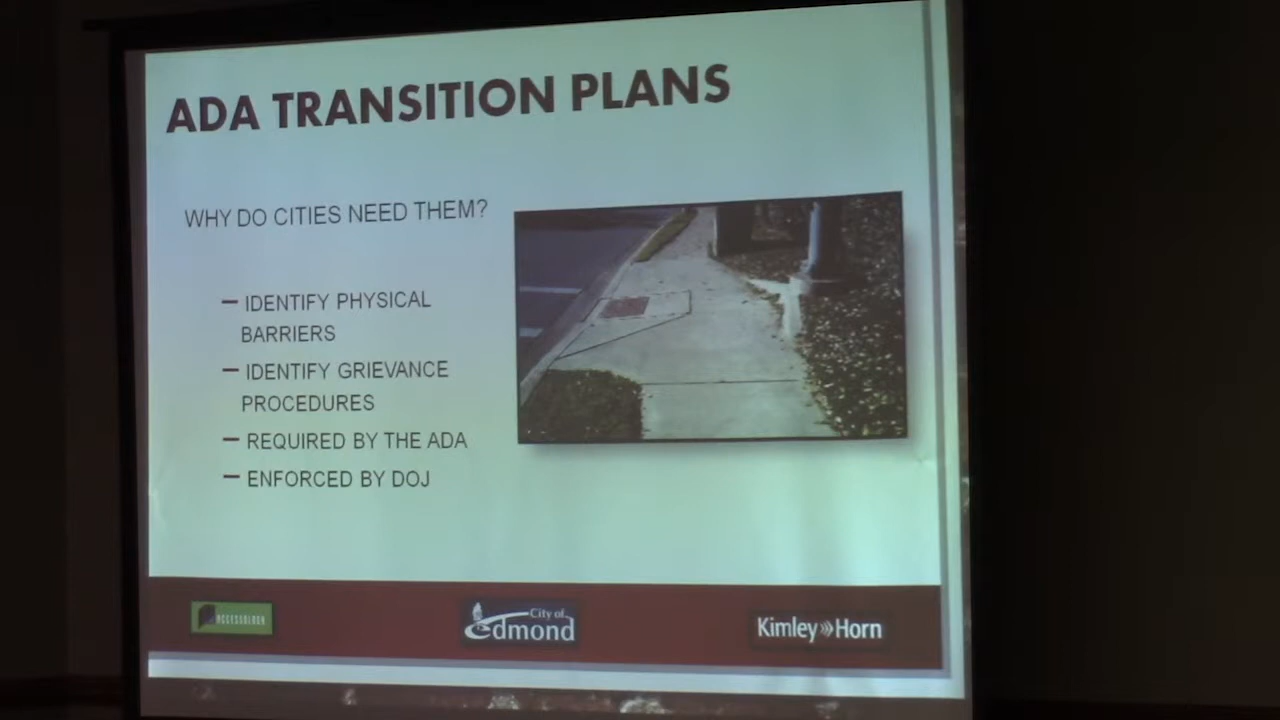 ADA TRANSITION PLANS
WHY DO CITIES NEED THEM?
– IDENTIFY PHYSICAL
BARRIERS
– IDENTIFY GRIEVANCE
PROCEDURES
– REQUIRED BY THE ADA
– ENFORCED BY DOJ
ACCESSOLOGY
City of
Edmond
Kimley»Horn